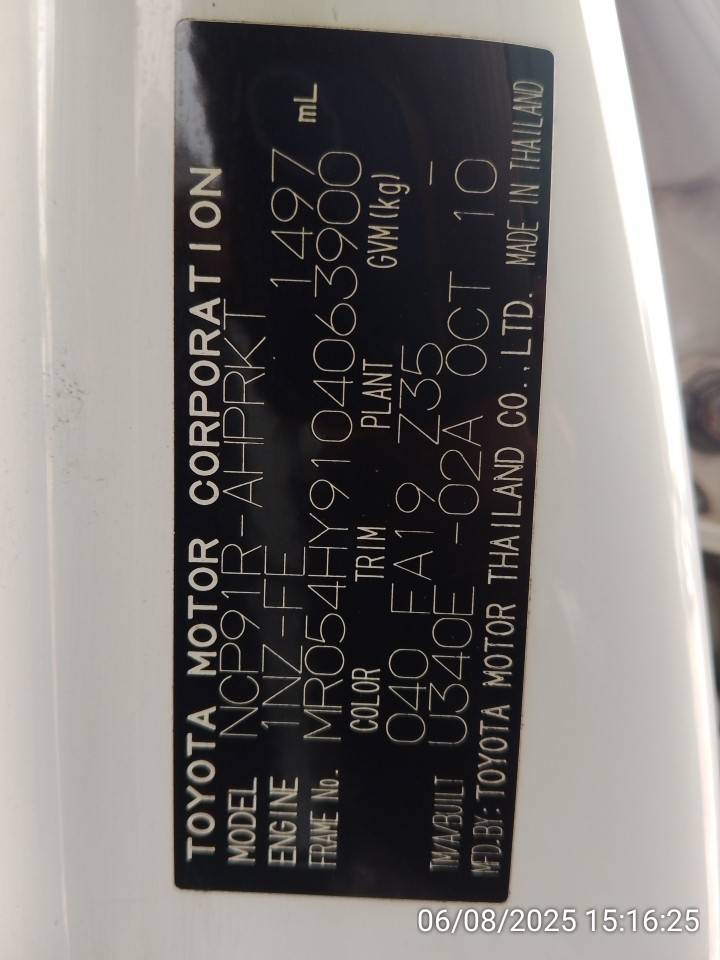 TOYOTA MOTOR CORPORATION
MODEL NCP91R-AHPRKT
ENGINE 1NZ-FE 1497 mL
FRAME No. MR054HY9104063900
COLOR TRIM PLANT GVM(kg)
040 FA19 Z35 -
TM/A/BUILT U340E -02A OCT 10
MFD.BY:TOYOTA MOTOR THAILAND CO.,LTD. MADE IN THAILAND
06/08/2025 15:16:25